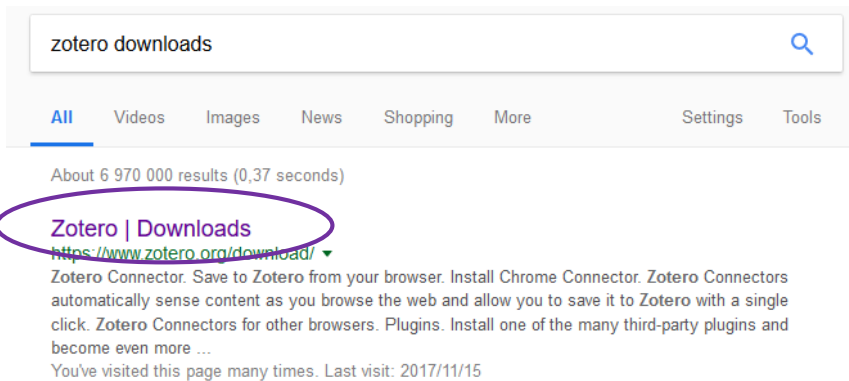 zotero downloads
All Videos Images News Shopping More Settings Tools
About 6 970 000 results (0,37 seconds)
Zotero | Downloads
https://www.zotero.org/download/
Zotero Connector. Save to Zotero from your browser. Install Chrome Connector. Zotero Connectors
automatically sense content as you browse the web and allow you to save it to Zotero with a single
click. Zotero Connectors for other browsers. Plugins. Install one of the many third-party plugins and
become even more ...
You've visited this page many times. Last visit: 2017/11/15